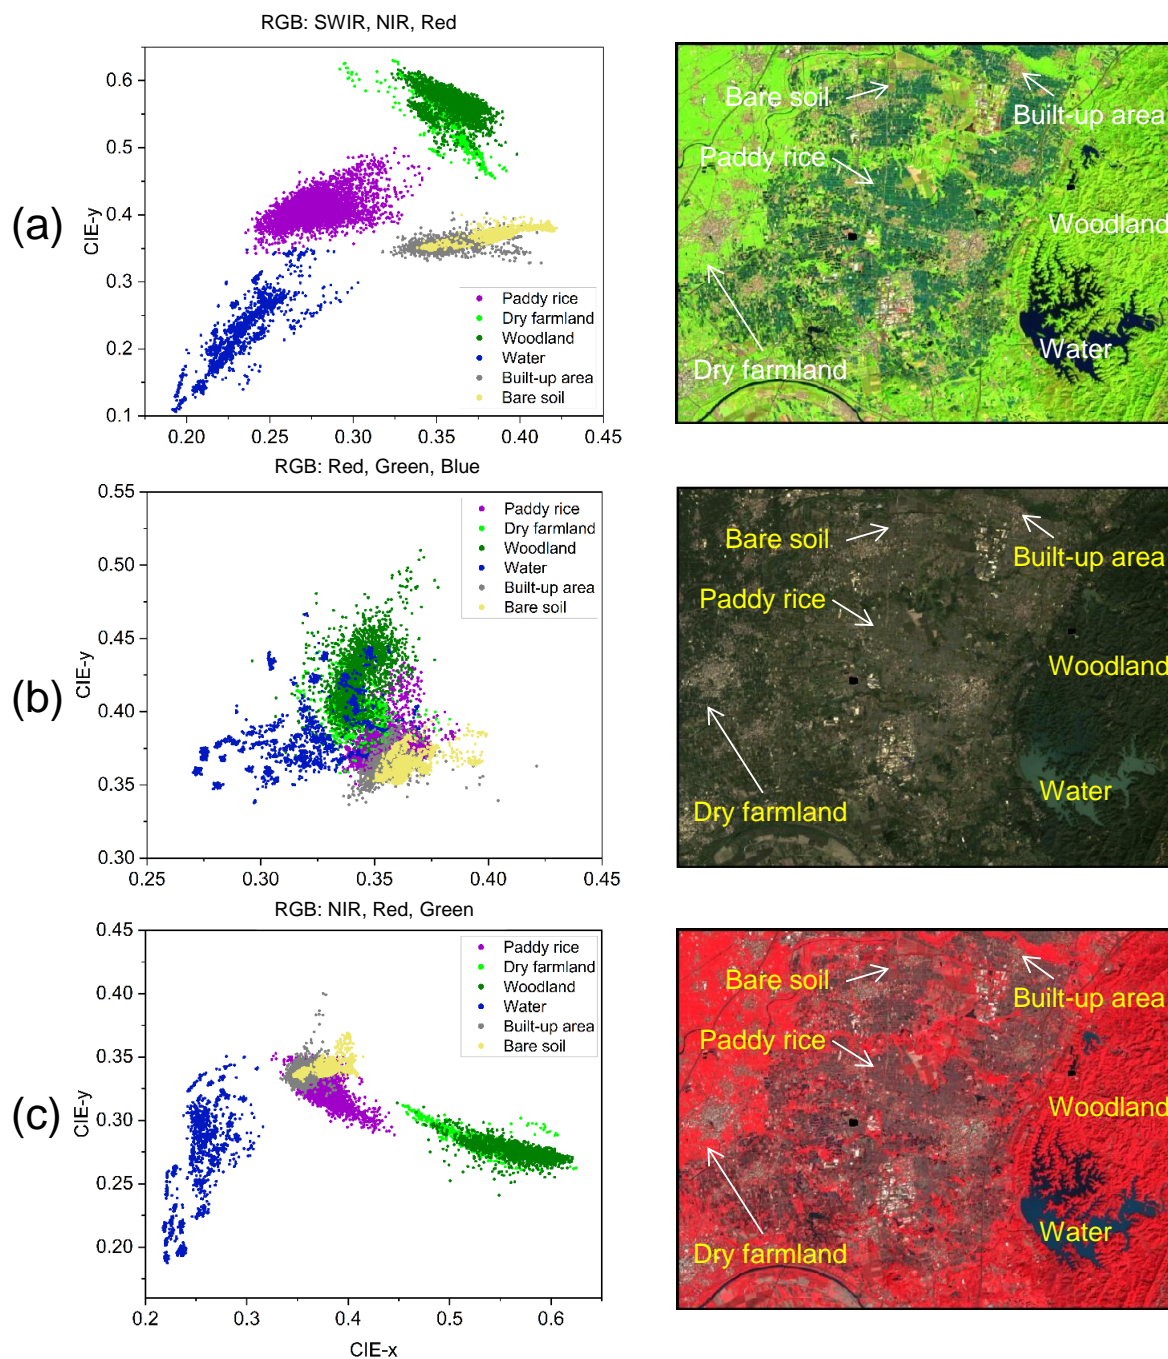 RGB: SWIR, NIR, Red
(a)
CIE-y
0.6
0.5
0.4
0.3
0.2
0.1
Paddy rice
Dry farmland
Woodland
Water
Built-up area
Bare soil
0.20 0.25 0.30 0.35 0.40 0.45
Bare soil
Built-up area
Paddy rice
Woodland
Water
Dry farmland
RGB: Red, Green, Blue
(b)
CIE-y
0.55
0.50
0.45
0.40
0.35
0.30
Paddy rice
Dry farmland
Woodland
Water
Built-up area
Bare soil
0.25 0.30 0.35 0.40 0.45
Bare soil
Built-up area
Paddy rice
Woodland
Water
Dry farmland
RGB: NIR, Red, Green
(c)
CIE-y
0.45
0.40
0.35
0.30
0.25
0.20
Paddy rice
Dry farmland
Woodland
Water
Built-up area
Bare soil
0.2 0.3 0.4 0.5 0.6
CIE-x
Bare soil
Built-up area
Paddy rice
Woodland
Water
Dry farmland